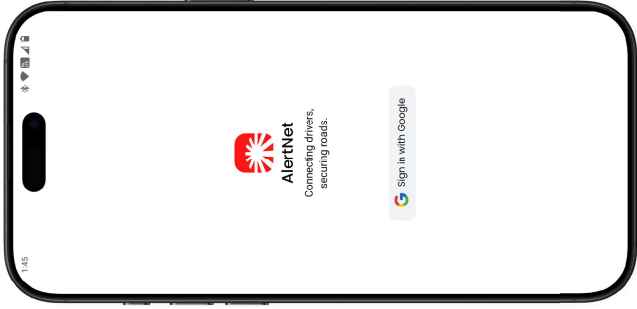 1:45
AlertNet
Connecting drivers,
securing roads.
Sign in with Google